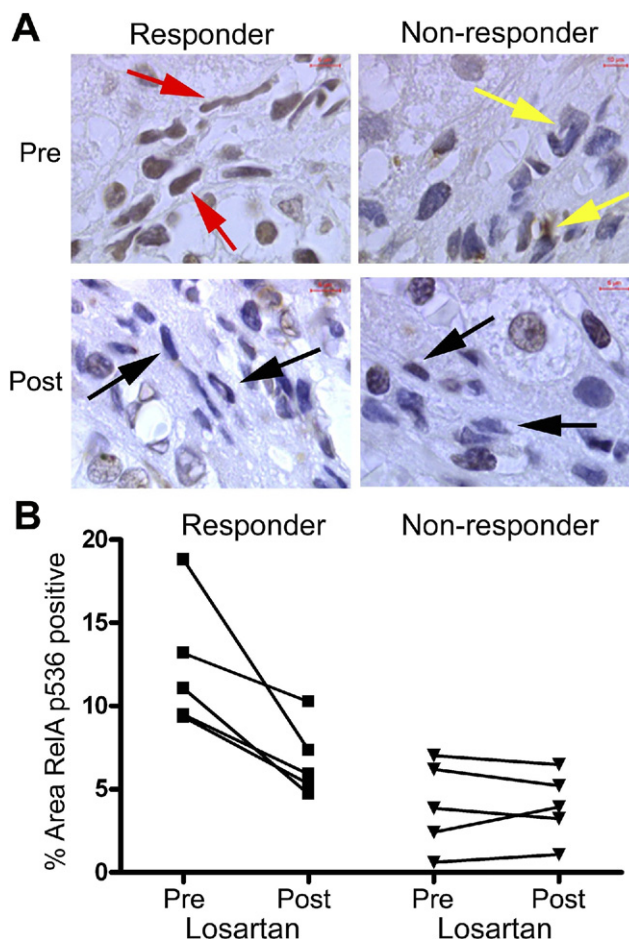 A
Responder
Non-responder
Pre
Post
B
Responder
Non-responder
% Area RelA p536 positive
20
15
10
5
0
Pre
Post
Pre
Post
Losartan
Losartan